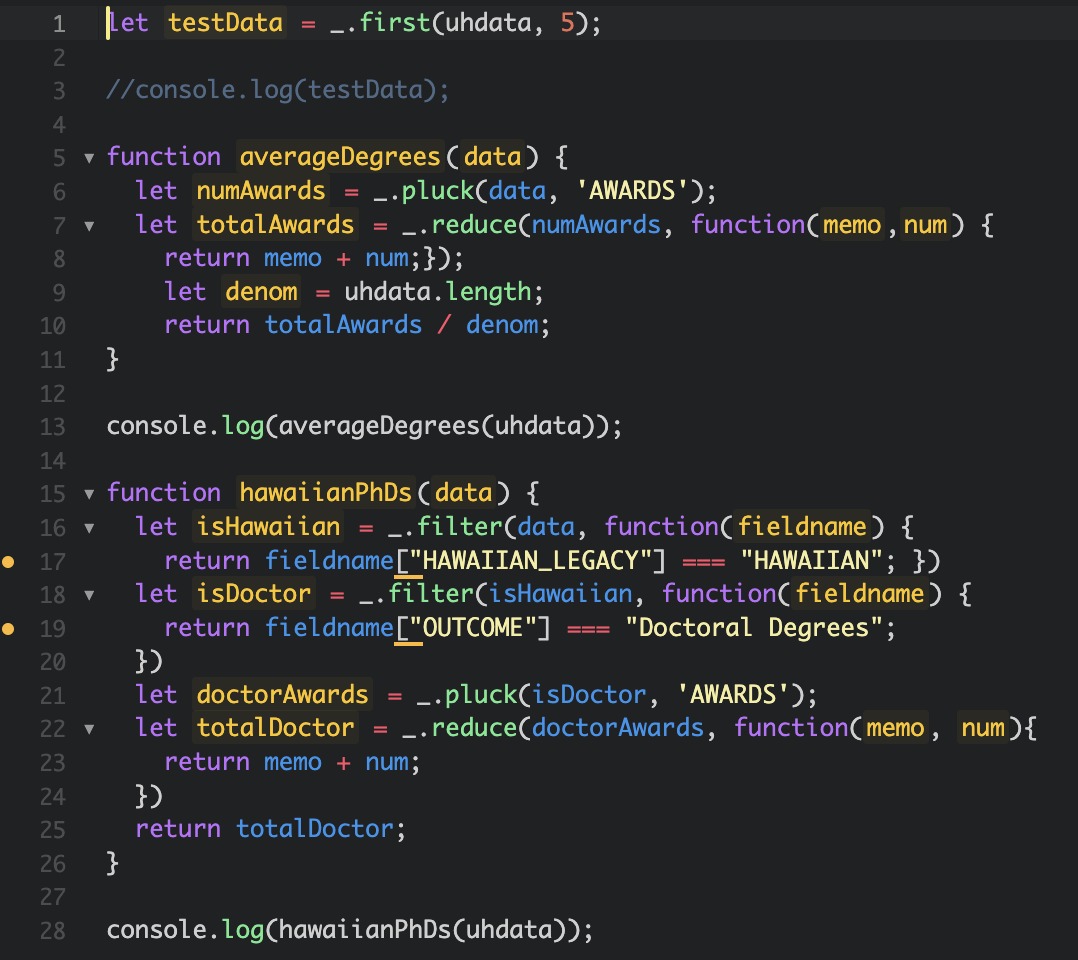 1 let testData = _.first(uhdata, 5);
2
3 //console.log(testData);
4
5 ▼ function averageDegrees(data) {
6   let numAwards = _.pluck(data, 'AWARDS');
7 ▼   let totalAwards = _.reduce(numAwards, function(memo,num) {
8     return memo + num;});
9     let denom = uhdata.length;
10     return totalAwards / denom;
11 }
12
13 console.log(averageDegrees(uhdata));
14
15 ▼ function hawaiianPhDs(data) {
16 ▼   let isHawaiian = _.filter(data, function(fieldname) {
17     return fieldname["HAWAIIAN_LEGACY"] === "HAWAIIAN"; })
18 ▼   let isDoctor = _.filter(isHawaiian, function(fieldname) {
19     return fieldname["OUTCOME"] === "Doctoral Degrees";
20   })
21   let doctorAwards = _.pluck(isDoctor, 'AWARDS');
22 ▼   let totalDoctor = _.reduce(doctorAwards, function(memo, num){
23     return memo + num;
24   })
25   return totalDoctor;
26 }
27
28 console.log(hawaiianPhDs(uhdata));